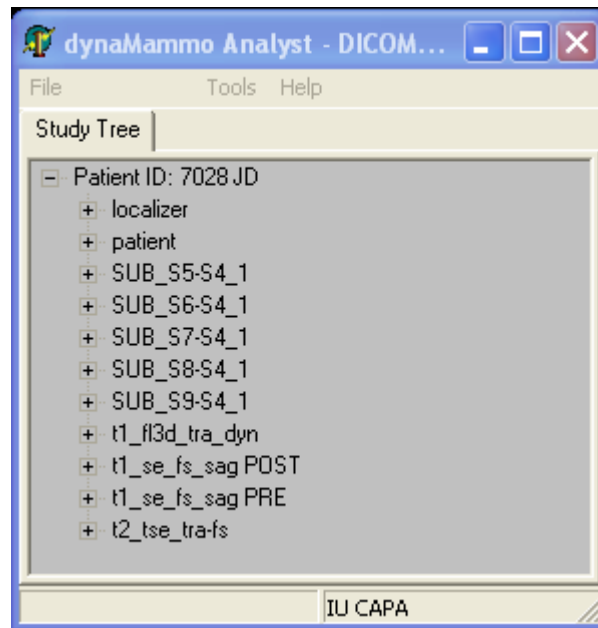 dynaMammo Analyst - DICOM...
File Tools Help
Study Tree
Patient ID: 7028 JD
localizer
patient
SUB_S5-S4_1
SUB_S6-S4_1
SUB_S7-S4_1
SUB_S8-S4_1
SUB_S9-S4_1
t1_fl3d_tra_dyn
t1_se_fs_sag POST
t1_se_fs_sag PRE
t2_tse_tra-fs
IU CAPA